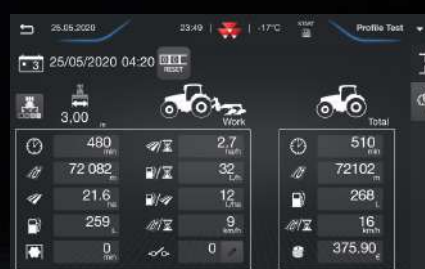 25.05.2020 23:49 -17°C START Profile Test
3 25/05/2020 04:20 RESET
3,00 m Work Total
480 min 2.7 ha/h 510 min
72 082 m 32 L/h 72102 m
21.6 ha 12 L/ha 268 L
259 L 9 km/h 16 km/h
0 min 0 375.90 €